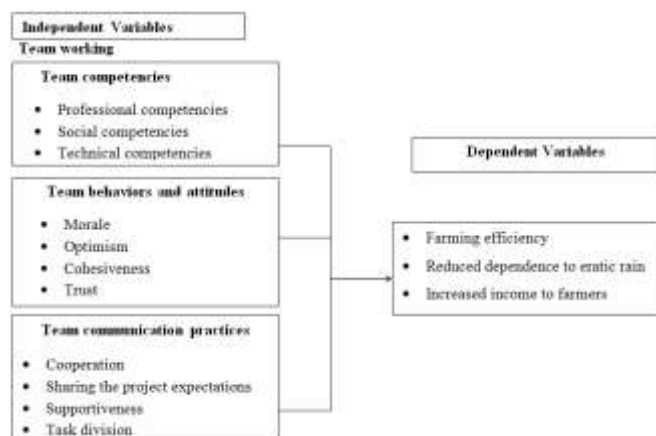 Independent Variables
Team working
Team competencies
• Professional competencies
• Social competencies
• Technical competencies
Team behaviors and attitudes
• Morale
• Optimism
• Cohesiveness
• Trust
Team communication practices
• Cooperation
• Sharing the project expectations
• Supportiveness
• Task division
Dependent Variables
• Farming efficiency
• Reduced dependence to eratic rain
• Increased income to farmers